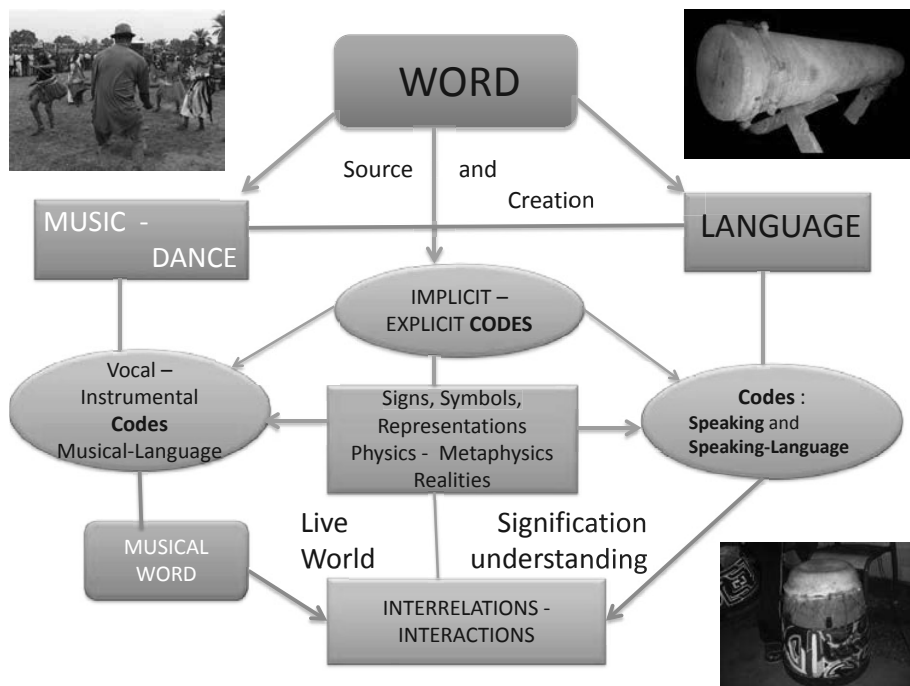 WORD
Source and
Creation
MUSIC -
DANCE
LANGUAGE
IMPLICIT –
EXPLICIT CODES
Vocal –
Instrumental
Codes
Musical-Language
Signs, Symbols,
Representations
Physics - Metaphysics
Realities
Codes :
Speaking and
Speaking-Language
MUSICAL
WORD
Live
World
Signification
understanding
INTERRELATIONS -
INTERACTIONS